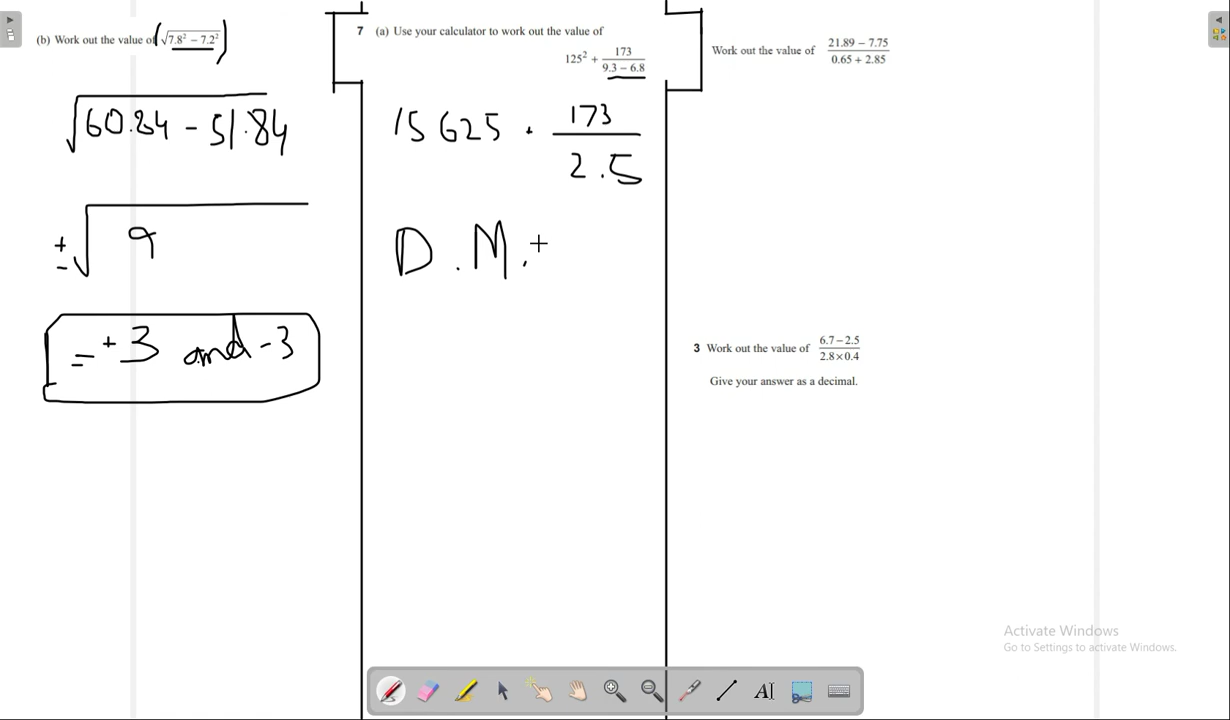 (b) Work out the value of (√7.8² − 7.2²)
√60.84 - 51.84
±√9
= +3 and -3
7 (a) Use your calculator to work out the value of
125² + 173 / 9.3 − 6.8
15625 . 173 / 2.5
D . M . +
Work out the value of 21.89 − 7.75 / 0.65 + 2.85
3 Work out the value of 6.7−2.5 / 2.8×0.4
Give your answer as a decimal.
Activate Windows
Go to Settings to activate Windows.
AI